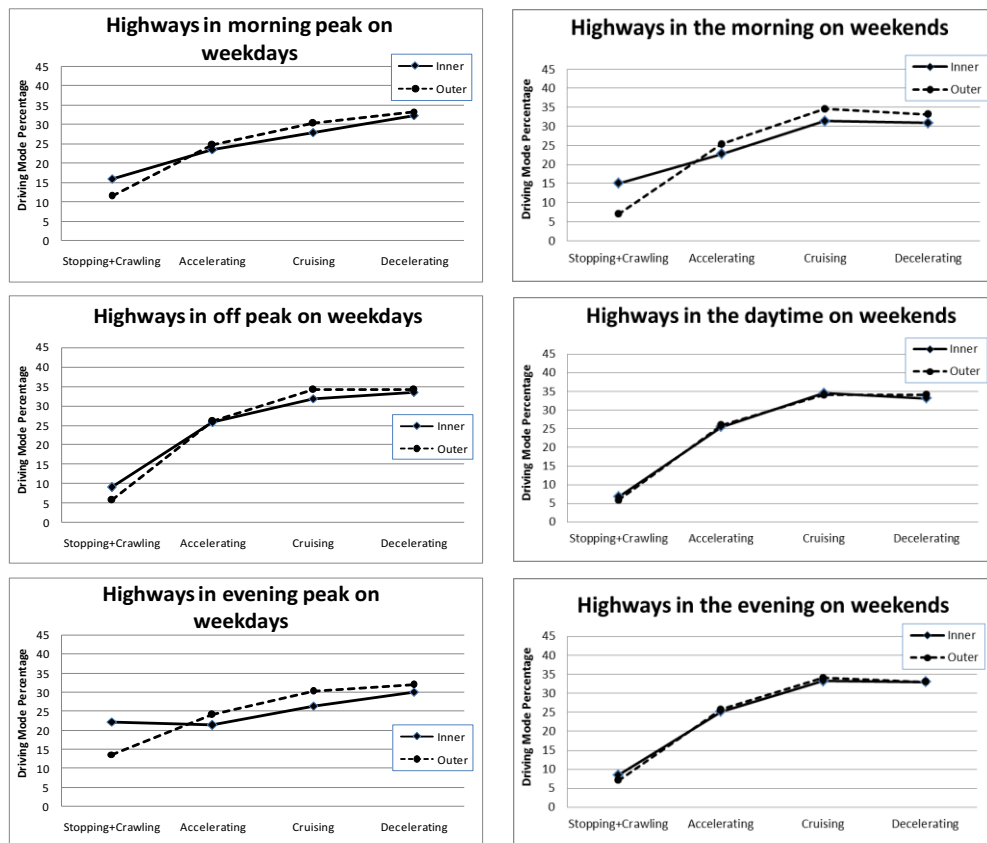 Highways in morning peak on
weekdays
Inner
Outer
Driving Mode Percentage
45
40
35
30
25
20
15
10
5
0
Stopping+Crawling Accelerating Cruising Decelerating
Highways in the morning on weekends
Inner
Outer
Driving Mode Percentage
45
40
35
30
25
20
15
10
5
0
Stopping+Crawling Accelerating Cruising Decelerating
Highways in off peak on weekdays
Inner
Outer
Driving Mode Percentage
45
40
35
30
25
20
15
10
5
0
Stopping+Crawling Accelerating Cruising Decelerating
Highways in the daytime on weekends
Inner
Outer
Driving Mode Percentage
45
40
35
30
25
20
15
10
5
0
Stopping+Crawling Accelerating Cruising Decelerating
Highways in evening peak on
weekdays
Inner
Outer
Driving Mode Percentage
45
40
35
30
25
20
15
10
5
0
Stopping+Crawling Accelerating Cruising Decelerating
Highways in the evening on weekends
Inner
Outer
Driving Mode Percentage
45
40
35
30
25
20
15
10
5
0
Stopping+Crawling Accelerating Cruising Decelerating